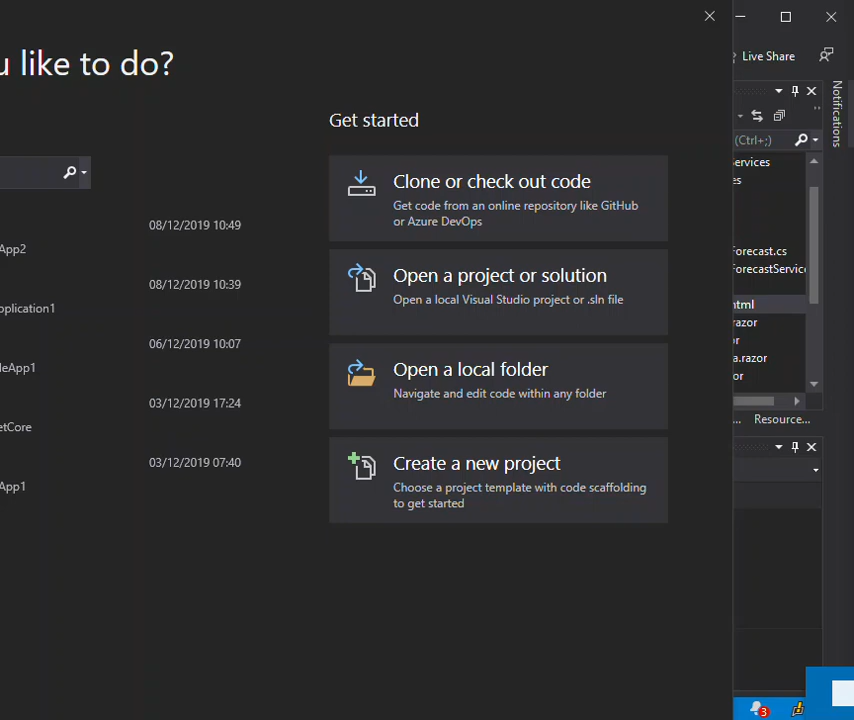 u like to do?
Get started
Clone or check out code
Get code from an online repository like GitHub
or Azure DevOps
Open a project or solution
Open a local Visual Studio project or .sln file
Open a local folder
Navigate and edit code within any folder
Create a new project
Choose a project template with code scaffolding
to get started
08/12/2019 10:49
App2
08/12/2019 10:39
plication1
06/12/2019 10:07
leApp1
03/12/2019 17:24
etCore
03/12/2019 07:40
App1
Live Share
Notifications
(Ctrl+;)
ervices
es
Forecast.cs
ForecastService
html
razor
or
a.razor
or
... Resource...
3